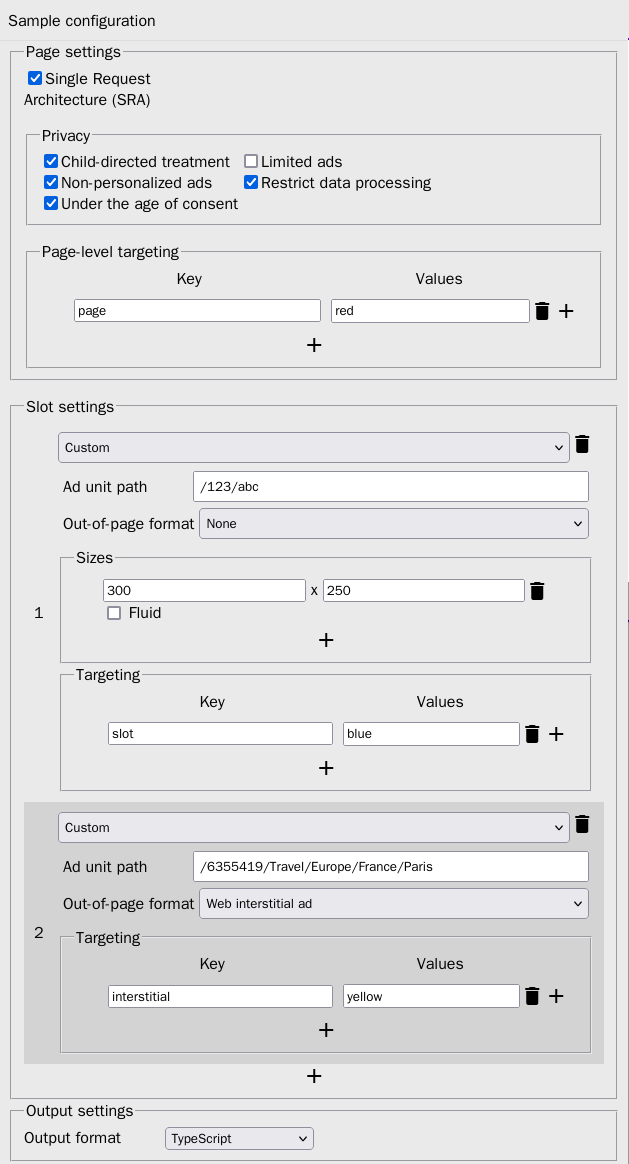 Sample configuration
Page settings
Single Request
Architecture (SRA)
Privacy
Child-directed treatment Limited ads
Non-personalized ads Restrict data processing
Under the age of consent
Page-level targeting
Key Values
page red
+
+
Slot settings
Custom
Ad unit path /123/abc
Out-of-page format None
Sizes
300 x 250
1
Fluid
+
Targeting
Key Values
slot blue +
+
Custom
Ad unit path /6355419/Travel/Europe/France/Paris
Out-of-page format Web interstitial ad
2
Targeting
Key Values
interstitial yellow +
+
+
Output settings
Output format TypeScript